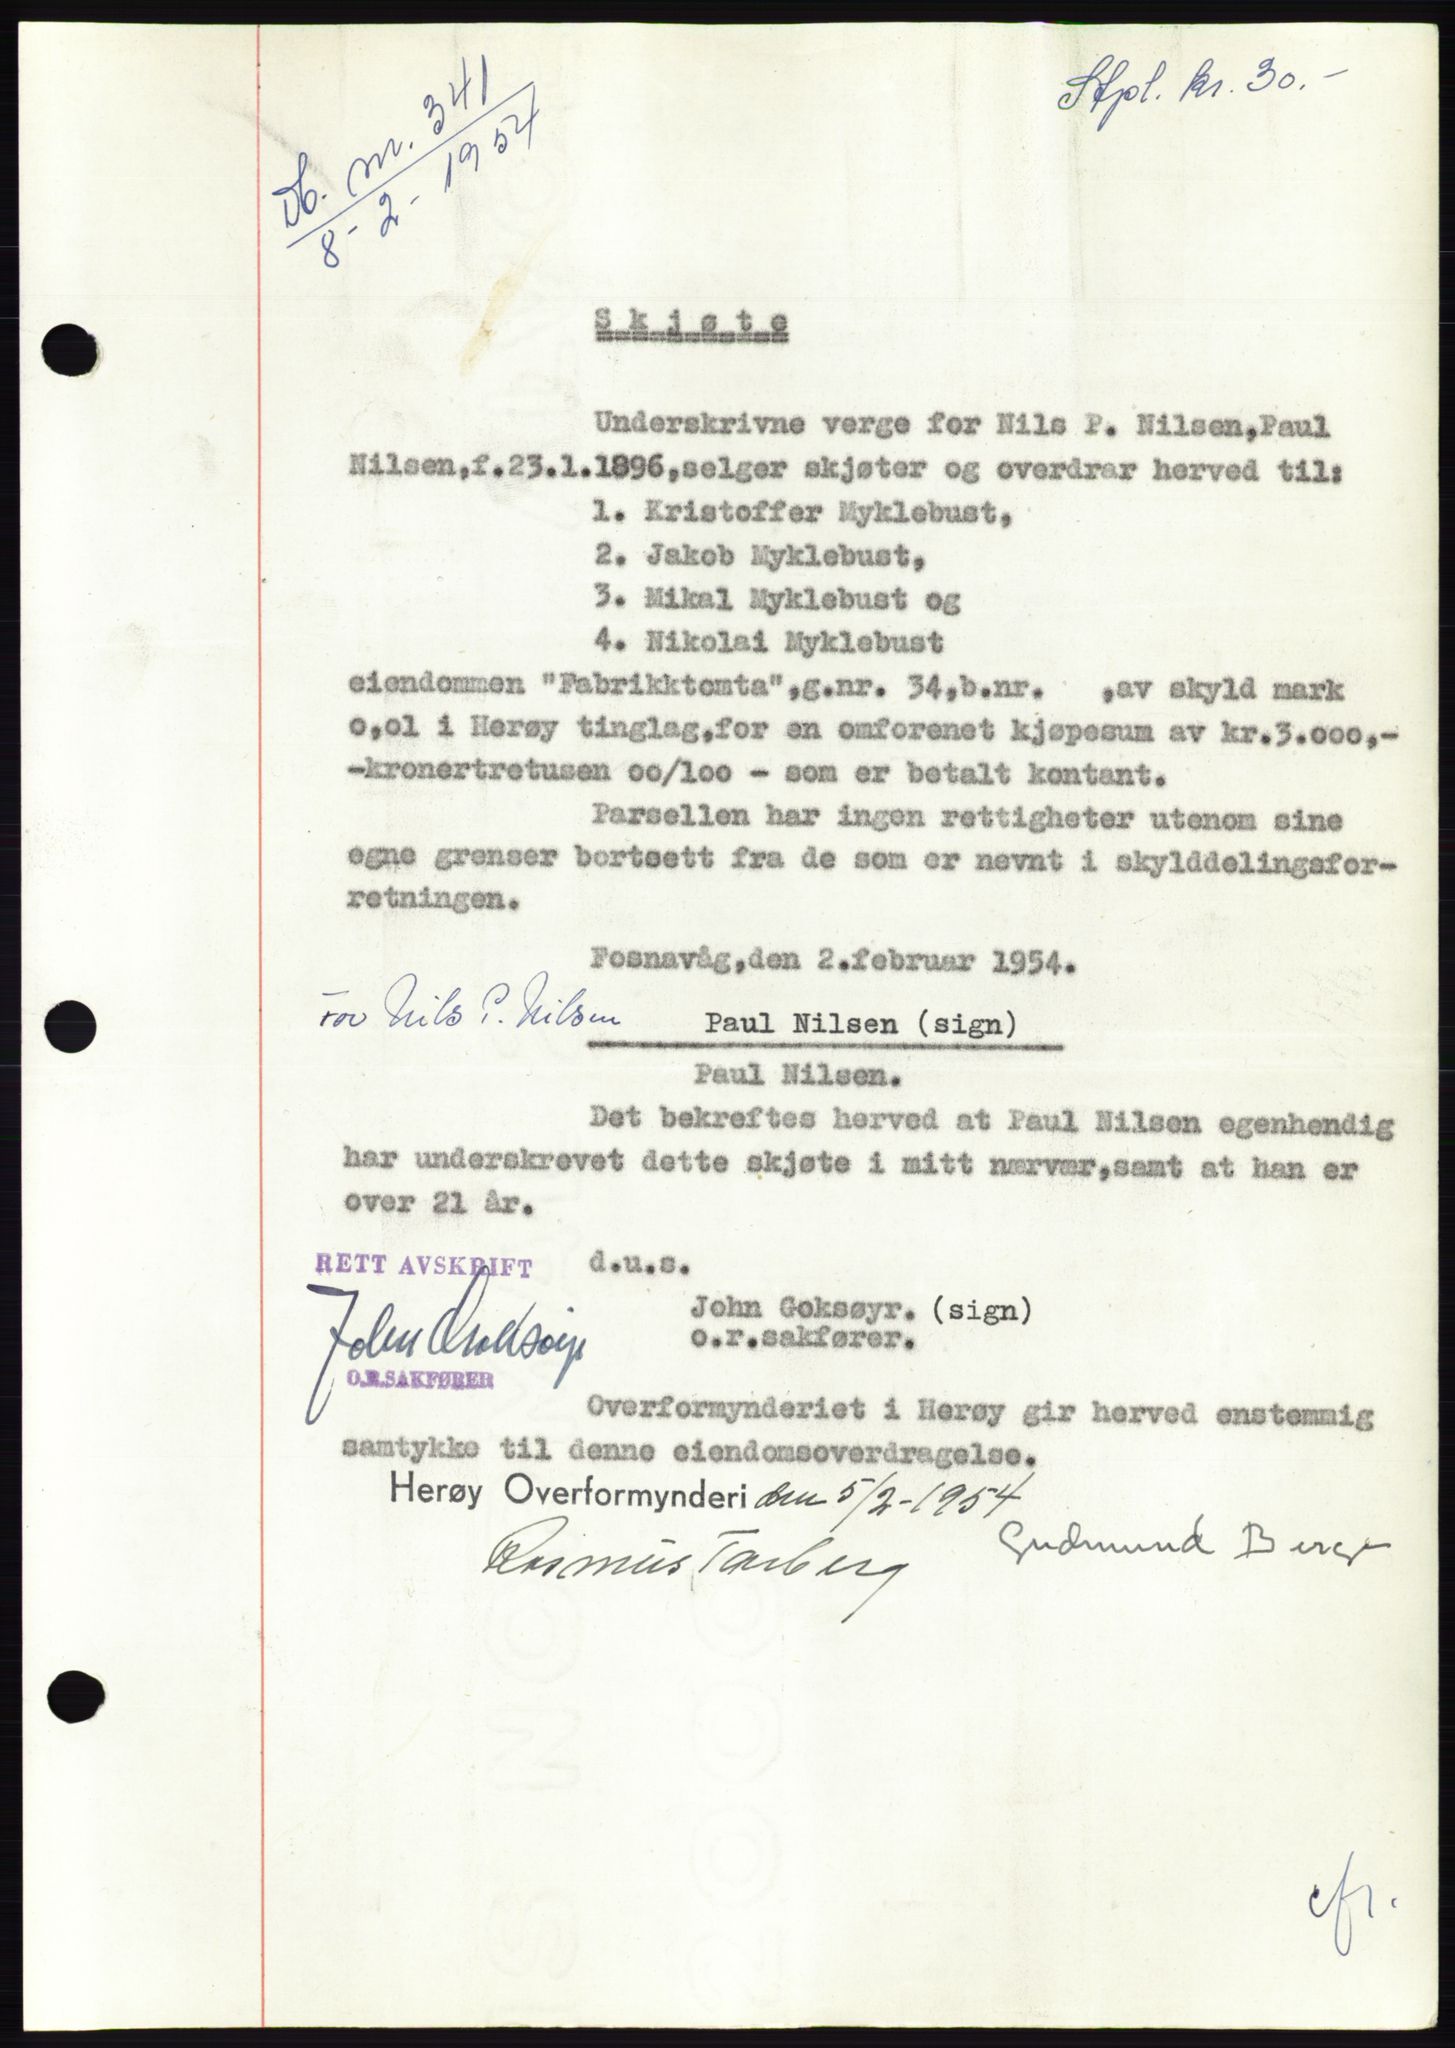 Stpl. kr. 30.-
Db. nr. 341
8-2-1954
Skjøte
Underskrivne verge for Nils P. Nilsen,Paul
Nilsen,f.23.1.1896,selger skjøter og overdrar herved til:
1. Kristoffer Myklebust,
2. Jakob Myklebust,
3. Mikal Myklebust og
4. Nikolai Myklebust
eiendommen "Fabrikktomta",g.nr. 34,b.nr.   ,av skyld mark
o,ol i Herøy tinglag,for en omforenet kjøpesum av kr.3.ooo,-
-kronertretusen oo/loo - som er betalt kontant.
Parsellen har ingen rettigheter utenom sine
egne grenser bortsett fra de som er nevnt i skylddelingsfor-
retningen.
Fosnavåg,den 2.februar 1954.
For Nils P. Nilsen Paul Nilsen (sign)
Paul Nilsen.
Det bekreftes herved at Paul Nilsen egenhendig
har underskrevet dette skjøte i mitt nærvær,samt at han er
over 21 år.
RETT AVSKRIFT d.u.s.
John Goksøyr. (sign)
John Goksøyr o.r.sakfører.
O.R.SAKFØRER
Overformynderiet i Herøy gir herved enstemmig
samtykke til denne eiendomsoverdragelse.
Herøy Overformynderi den 5/2-1954
Rasmus Tarberg Gudmund Berge
cfr.